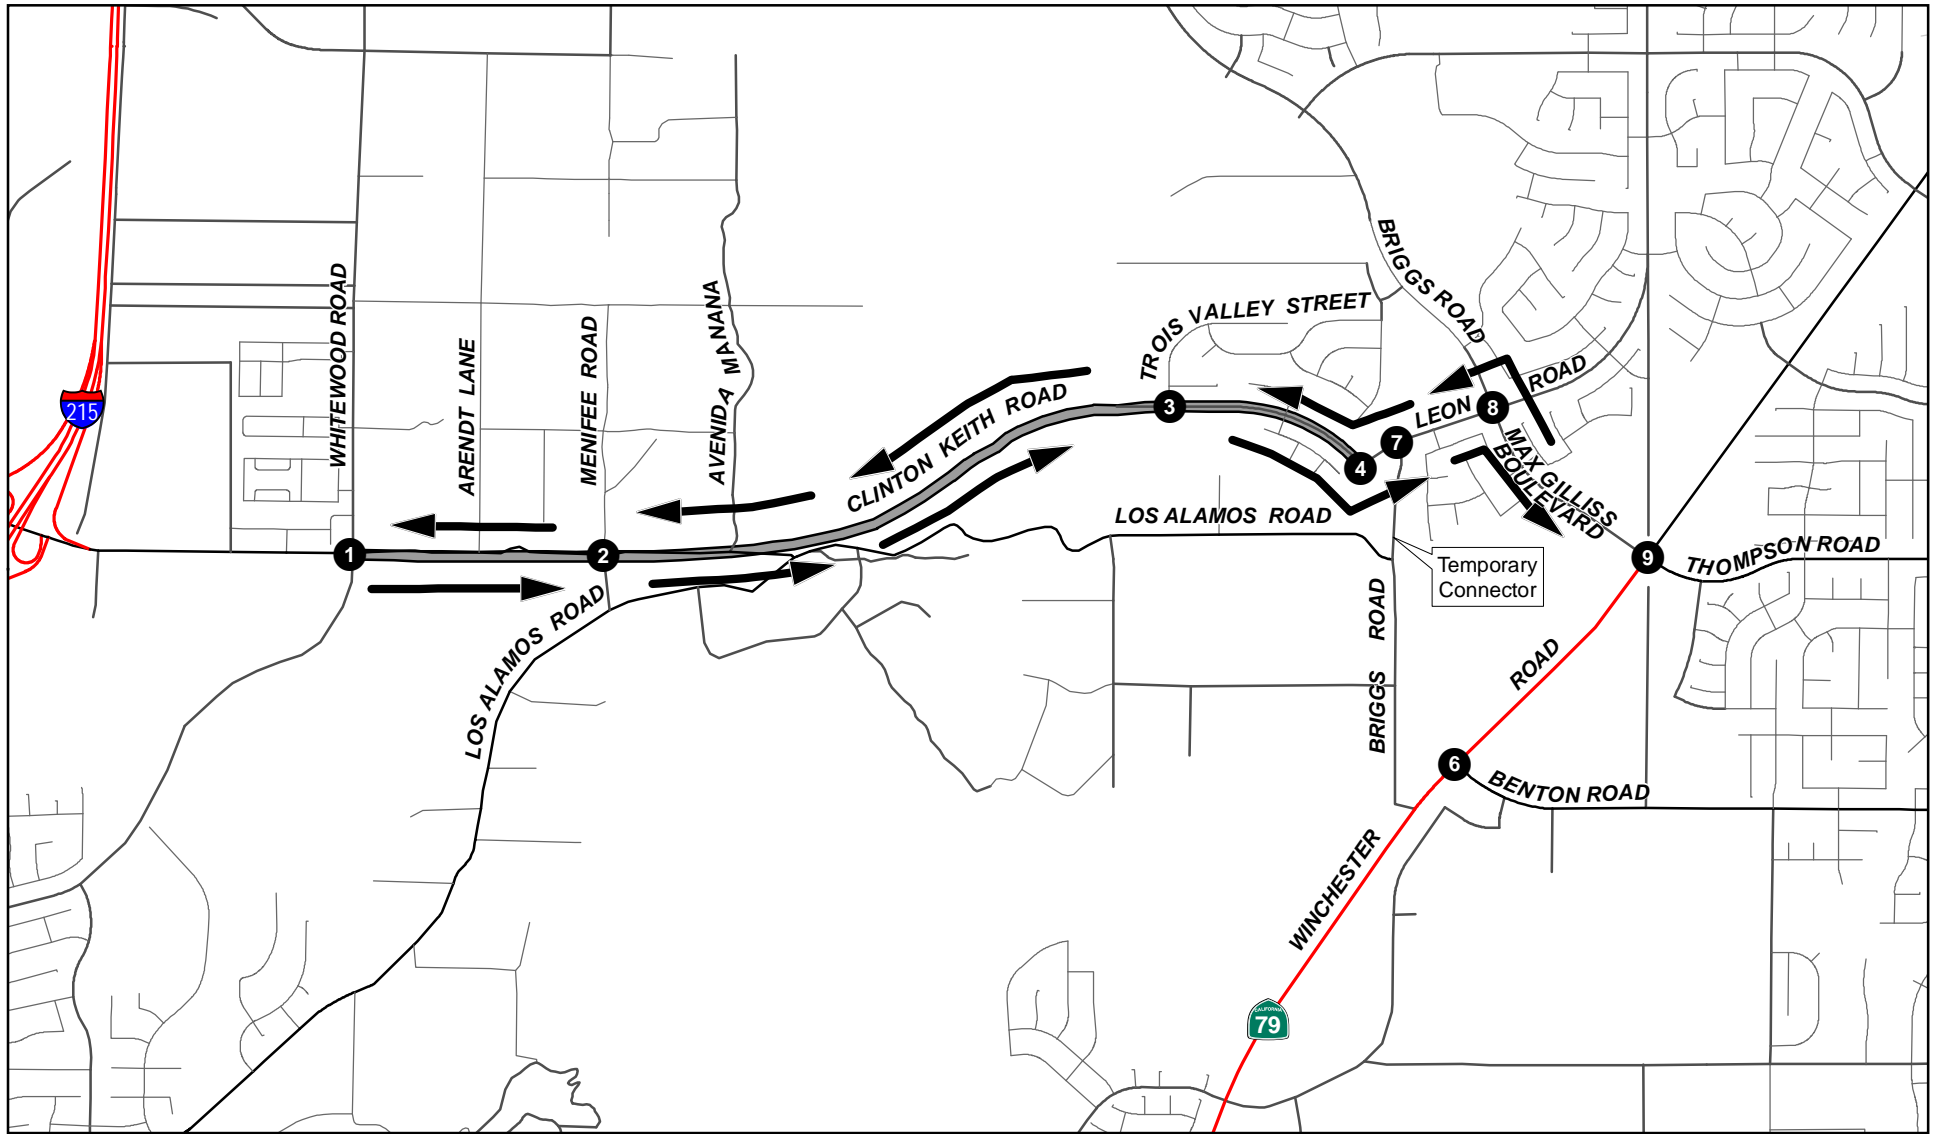 BRIGGS ROAD
WHITEWOOD ROAD
AVENIDA MANANA
TROIS VALLEY STREET
ARENDT LANE
MENIFEE ROAD
215
CLINTON KEITH ROAD
LEON ROAD
3
8
7
4
MAX GILLISS
BOULEVARD
LOS ALAMOS ROAD
1
2
9
THOMPSON ROAD
Temporary
Connector
LOS ALAMOS ROAD
BRIGGS ROAD
6
BENTON ROAD
WINCHESTER ROAD
CALIFORNIA
79